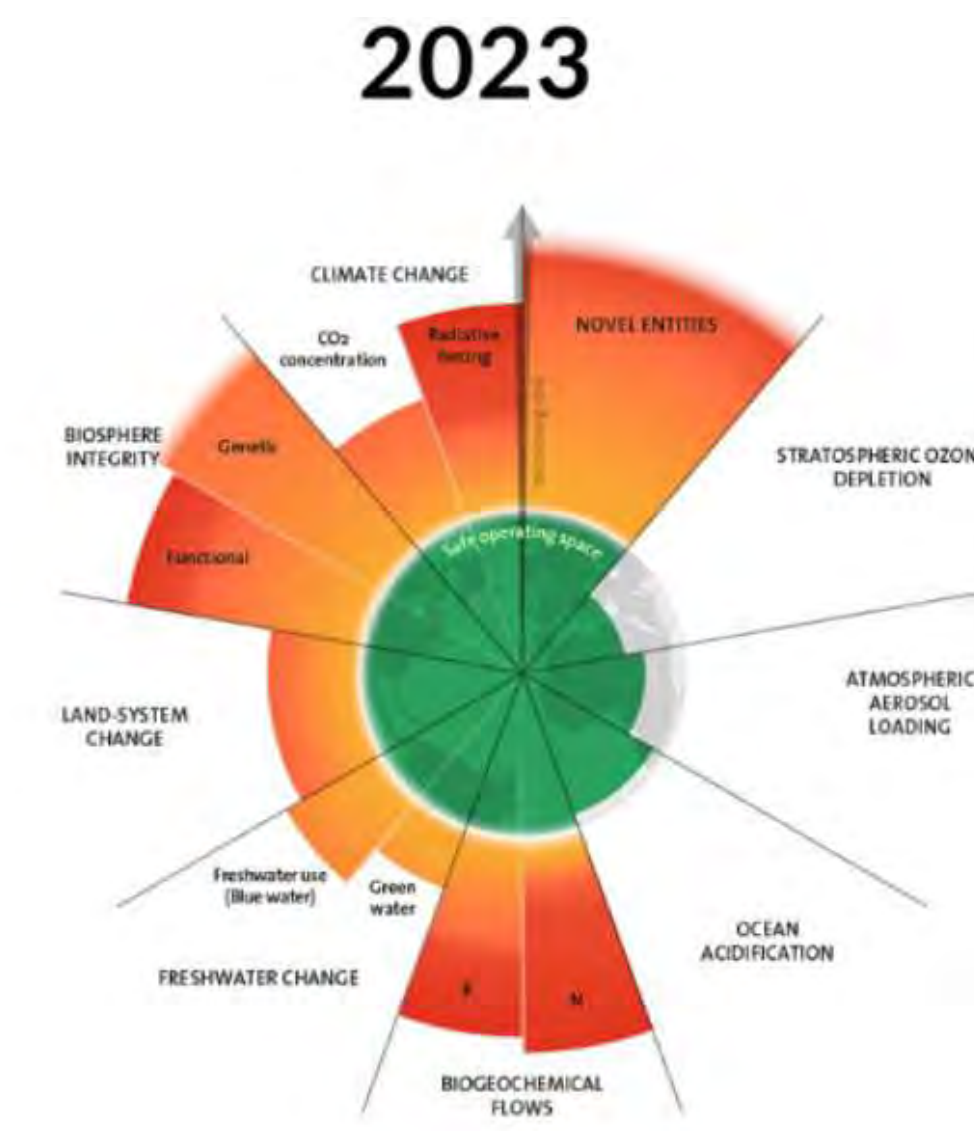 2023
CLIMATE CHANGE
CO2
concentration
Radiative
forcing
NOVEL ENTITIES
BIOSPHERE
INTEGRITY
Genetic
Functional
STRATOSPHERIC OZON
DEPLETION
Safe operating space
LAND-SYSTEM
CHANGE
ATMOSPHERIC
AEROSOL
LOADING
Freshwater use
(Blue water)
Green
water
FRESHWATER CHANGE
P
N
OCEAN
ACIDIFICATION
BIOGEOCHEMICAL
FLOWS